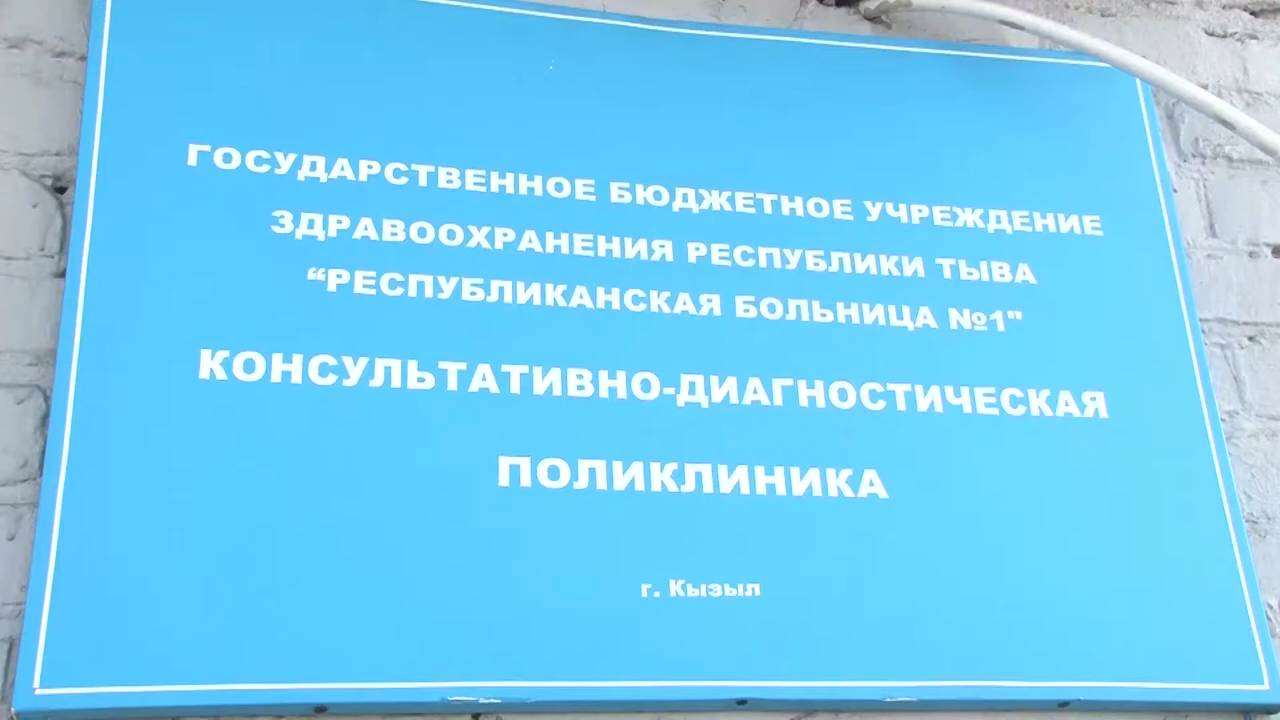 ГОСУДАРСТВЕННОЕ БЮДЖЕТНОЕ УЧРЕЖДЕНИЕ
ЗДРАВООХРАНЕНИЯ РЕСПУБЛИКИ ТЫВА
“РЕСПУБЛИКАНСКАЯ БОЛЬНИЦА №1"
КОНСУЛЬТАТИВНО-ДИАГНОСТИЧЕСКАЯ
ПОЛИКЛИНИКА
г. Кызыл